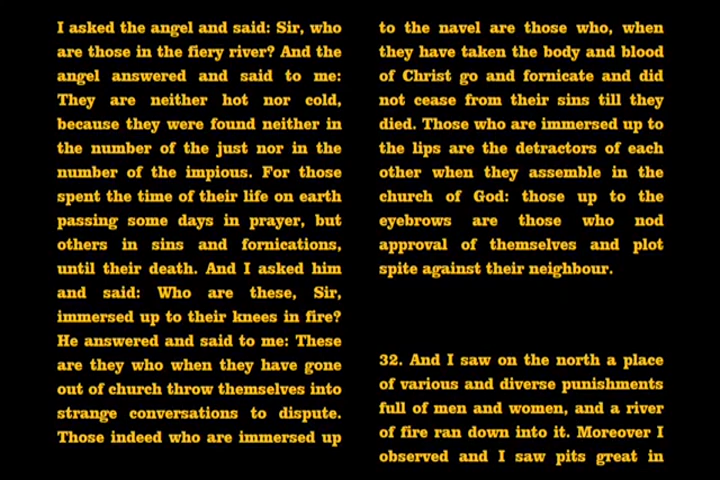 I asked the angel and said: Sir, who
are those in the fiery river? And the
angel answered and said to me:
They are neither hot nor cold,
because they were found neither in
the number of the just nor in the
number of the impious. For those
spent the time of their life on earth
passing some days in prayer, but
others in sins and fornications,
until their death. And I asked him
and said: Who are these, Sir,
immersed up to their knees in fire?
He answered and said to me: These
are they who when they have gone
out of church throw themselves into
strange conversations to dispute.
Those indeed who are immersed up
to the navel are those who, when
they have taken the body and blood
of Christ go and fornicate and did
not cease from their sins till they
died. Those who are immersed up to
the lips are the detractors of each
other when they assemble in the
church of God: those up to the
eyebrows are those who nod
approval of themselves and plot
spite against their neighbour.
32. And I saw on the north a place
of various and diverse punishments
full of men and women, and a river
of fire ran down into it. Moreover I
observed and I saw pits great in